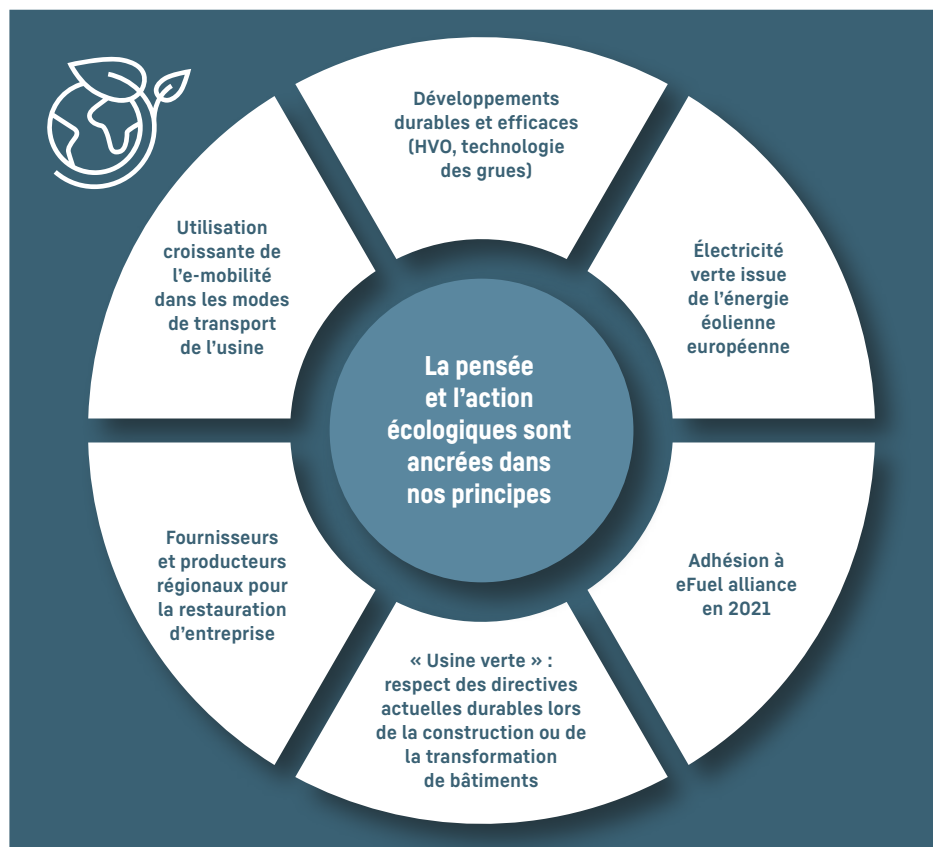 Développements
durables et efficaces
(HVO, technologie
des grues)
Électricité
verte issue
de l'énergie
éolienne
européenne
Adhésion à
eFuel alliance
en 2021
« Usine verte » :
respect des directives
actuelles durables lors
de la construction ou de
la transformation
de bâtiments
Fournisseurs
et producteurs
régionaux pour
la restauration
d'entreprise
Utilisation
croissante de
l'e-mobilité
dans les modes
de transport
de l'usine
La pensée
et l'action
écologiques sont
ancrées dans
nos principes